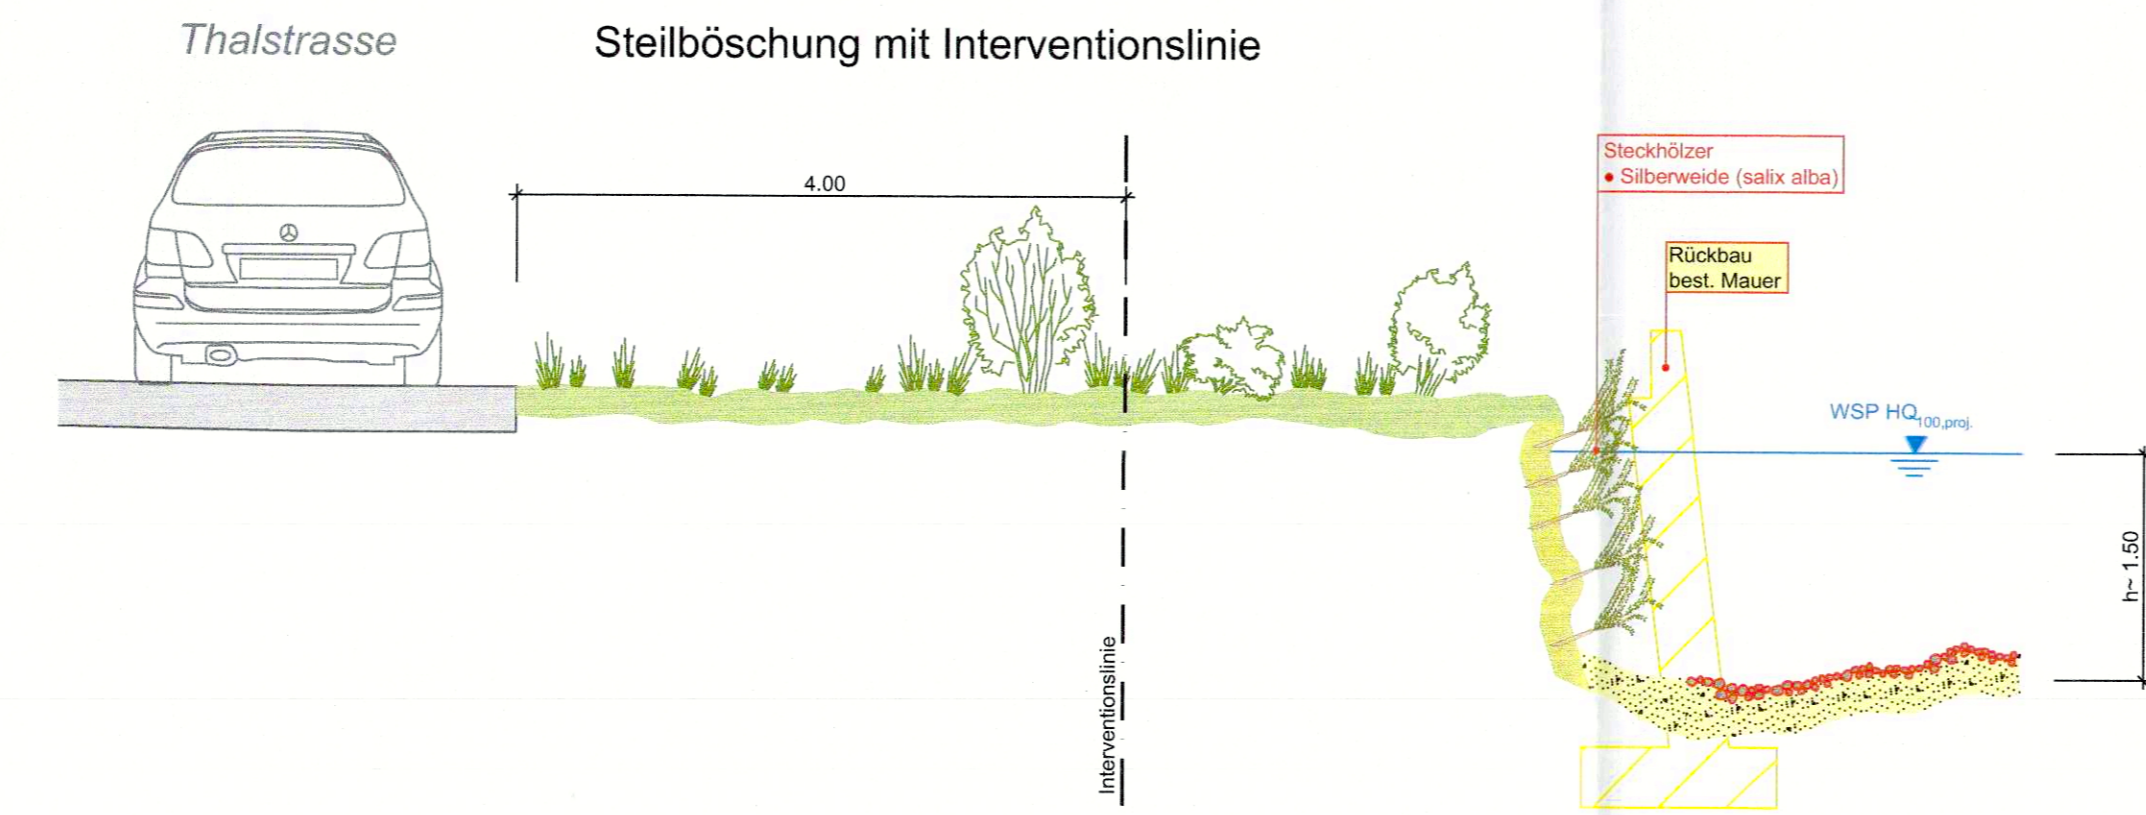 Thalstrasse
Steilböschung mit Interventionslinie
4.00
Steckhölzer
• Silberweide (salix alba)
Rückbau
best. Mauer
WSP HQ100,proj.
h~ 1.50
Interventionslinie